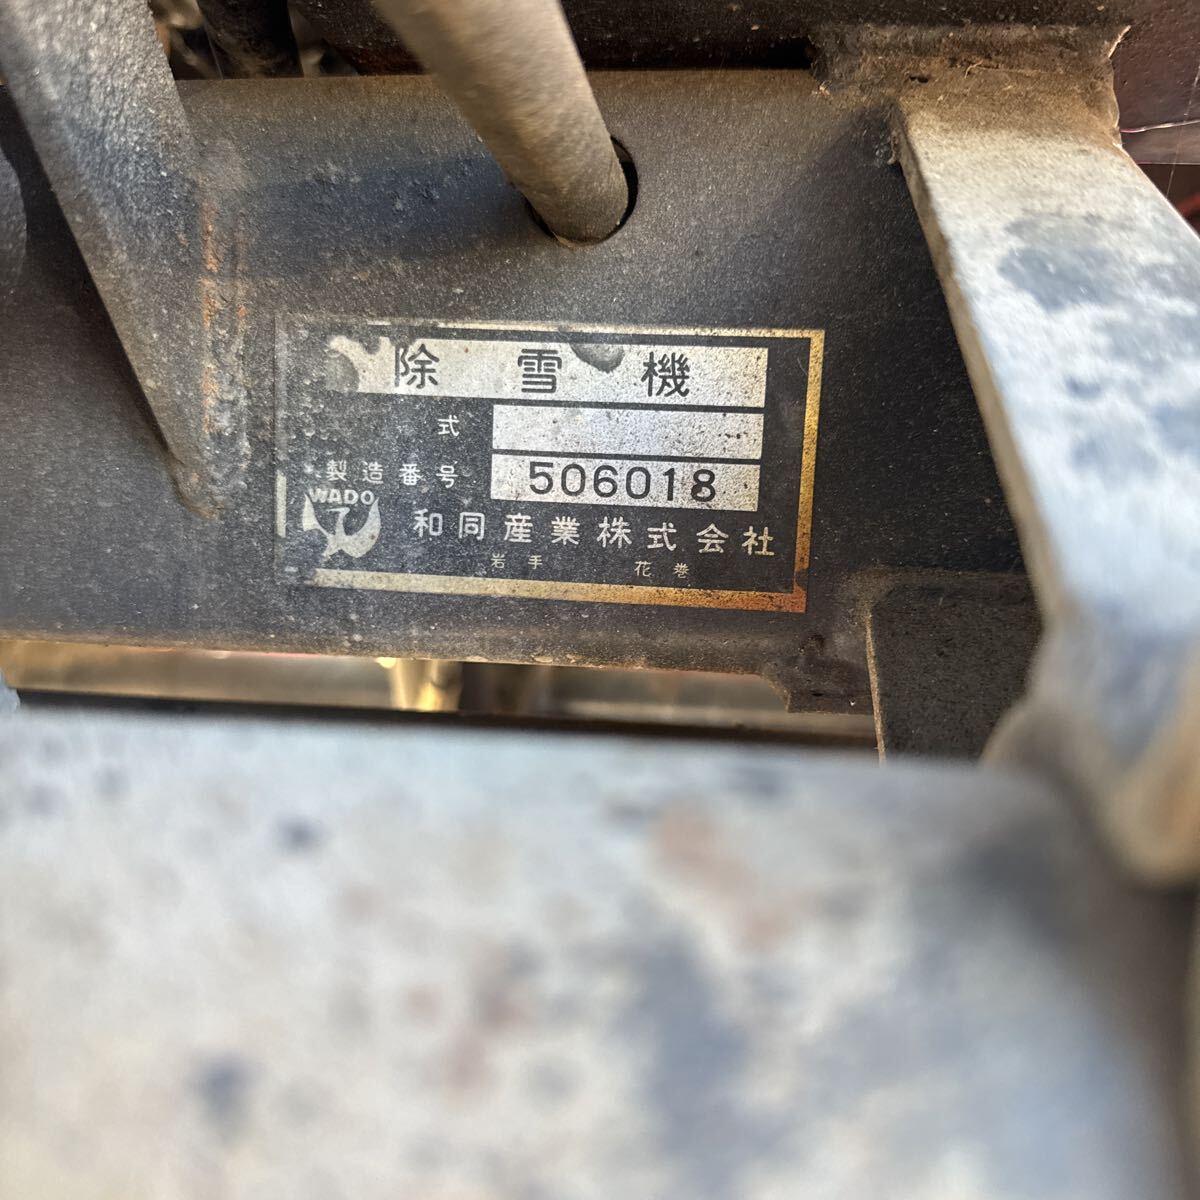 除雪機
式
製造番号 506018
WADO 和同産業株式会社
岩手 花巻